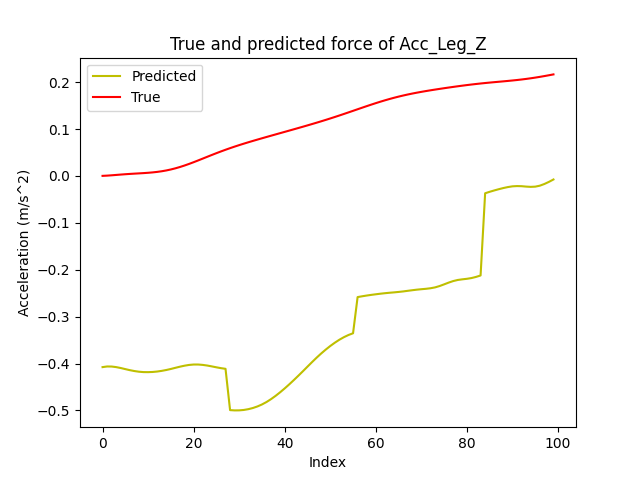 True and predicted force of Acc_Leg_Z
Predicted
True
Acceleration (m/s^2)
0.2
0.1
0.0
−0.1
−0.2
−0.3
−0.4
−0.5
0 20 40 60 80 100
Index